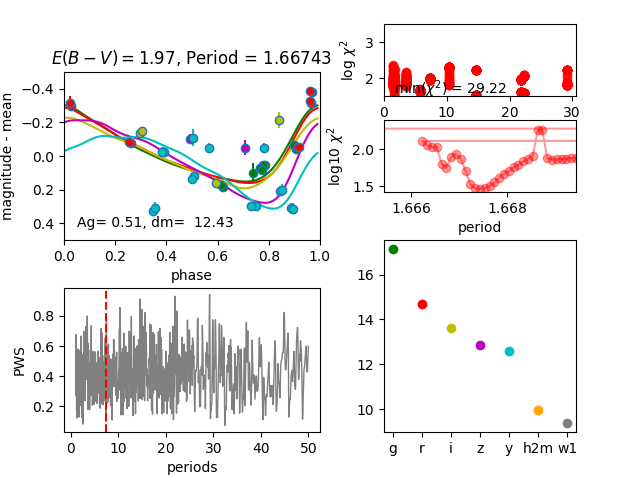 E(B − V) = 1.97, Period = 1.66743
−0.4
−0.2
0.0
0.2
0.4
magnitude - mean
Ag= 0.51, dm=  12.43
0.0 0.2 0.4 0.6 0.8 1.0
phase
3
2
log χ²
min(χ²) = 29.22
0 10 20 30
2.0
1.5
log10 χ²
1.666 1.668
period
0.8
0.6
0.4
0.2
PWS
0 10 20 30 40 50
periods
16
14
12
10
g r i z y h2m w1